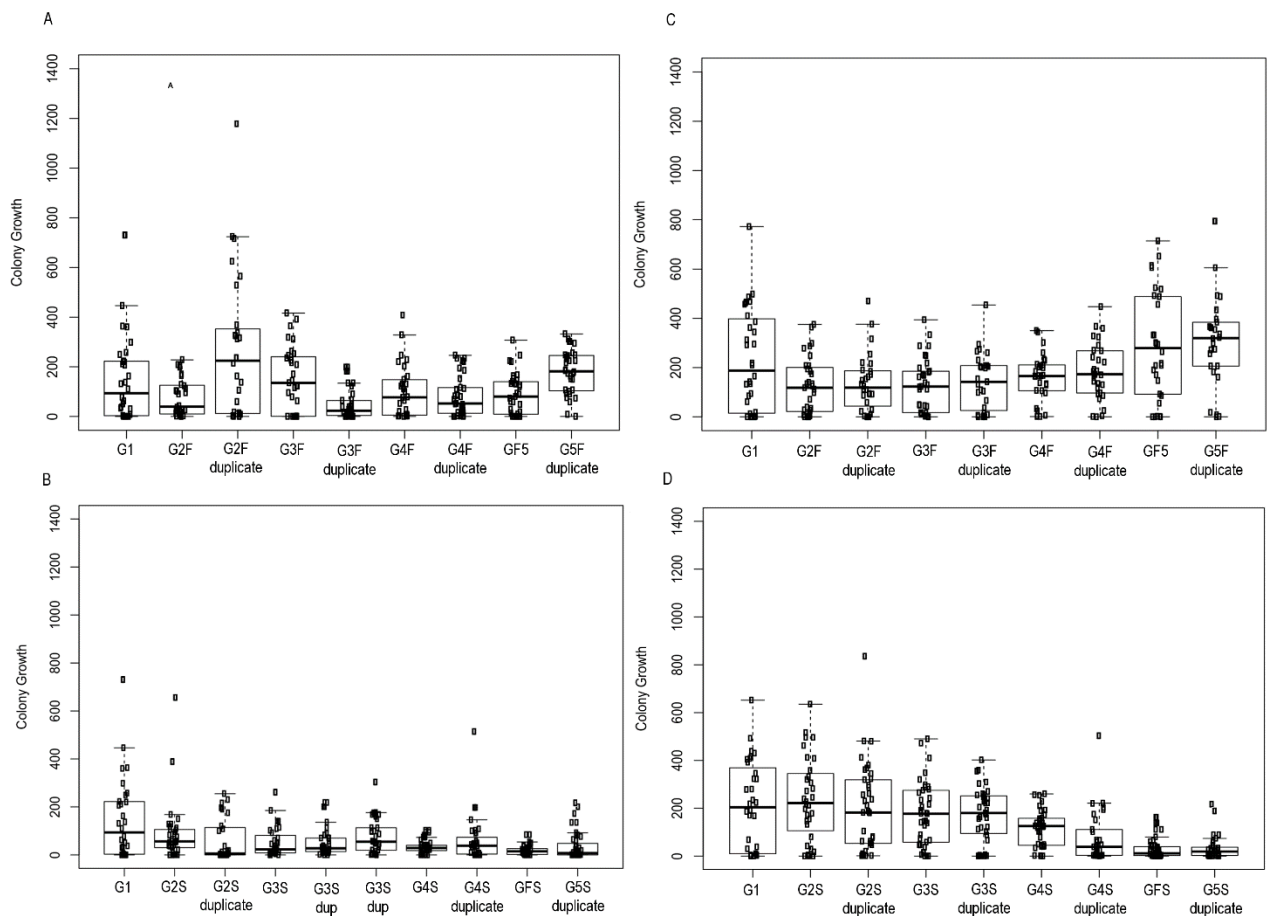 A
Colony Growth
1400
1200
1000
800
600
400
200
0
A
G1 G2F G2F G3F G3F G4F G4F GF5 G5F
duplicate duplicate duplicate duplicate
C
Colony Growth
1400
1200
1000
800
600
400
200
0
G1 G2F G2F G3F G3F G4F G4F GF5 G5F
duplicate duplicate duplicate duplicate
B
Colony Growth
1400
1200
1000
800
600
400
200
0
G1 G2S G2S G3S G3S G3S G4S G4S GFS G5S
duplicate dup dup duplicate duplicate
D
Colony Growth
1400
1200
1000
800
600
400
200
0
G1 G2S G2S G3S G3S G4S G4S GFS G5S
duplicate duplicate duplicate duplicate